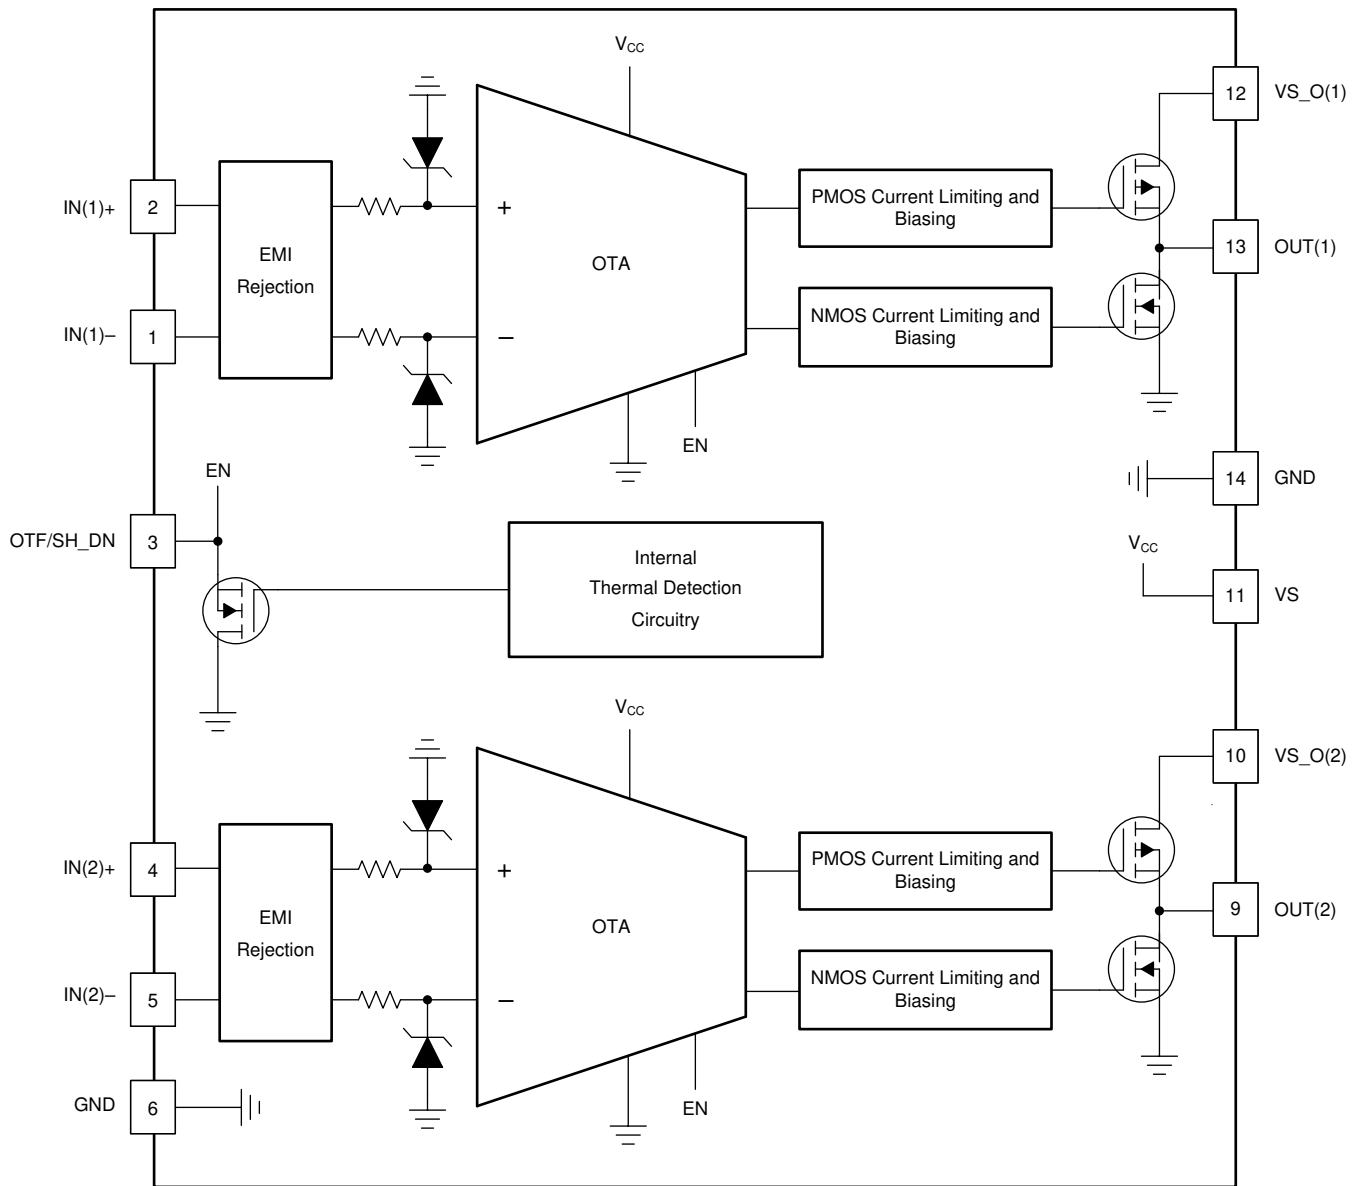 V_CC
12 VS_O(1)
IN(1)+ 2
EMI
Rejection
+
OTA
−
PMOS Current Limiting and
Biasing
13 OUT(1)
IN(1)− 1
NMOS Current Limiting and
Biasing
EN
EN
14 GND
OTF/SH_DN 3
Internal
Thermal Detection
Circuitry
V_CC
11 VS
V_CC
10 VS_O(2)
IN(2)+ 4
EMI
Rejection
+
OTA
−
PMOS Current Limiting and
Biasing
9 OUT(2)
IN(2)− 5
NMOS Current Limiting and
Biasing
GND 6
EN